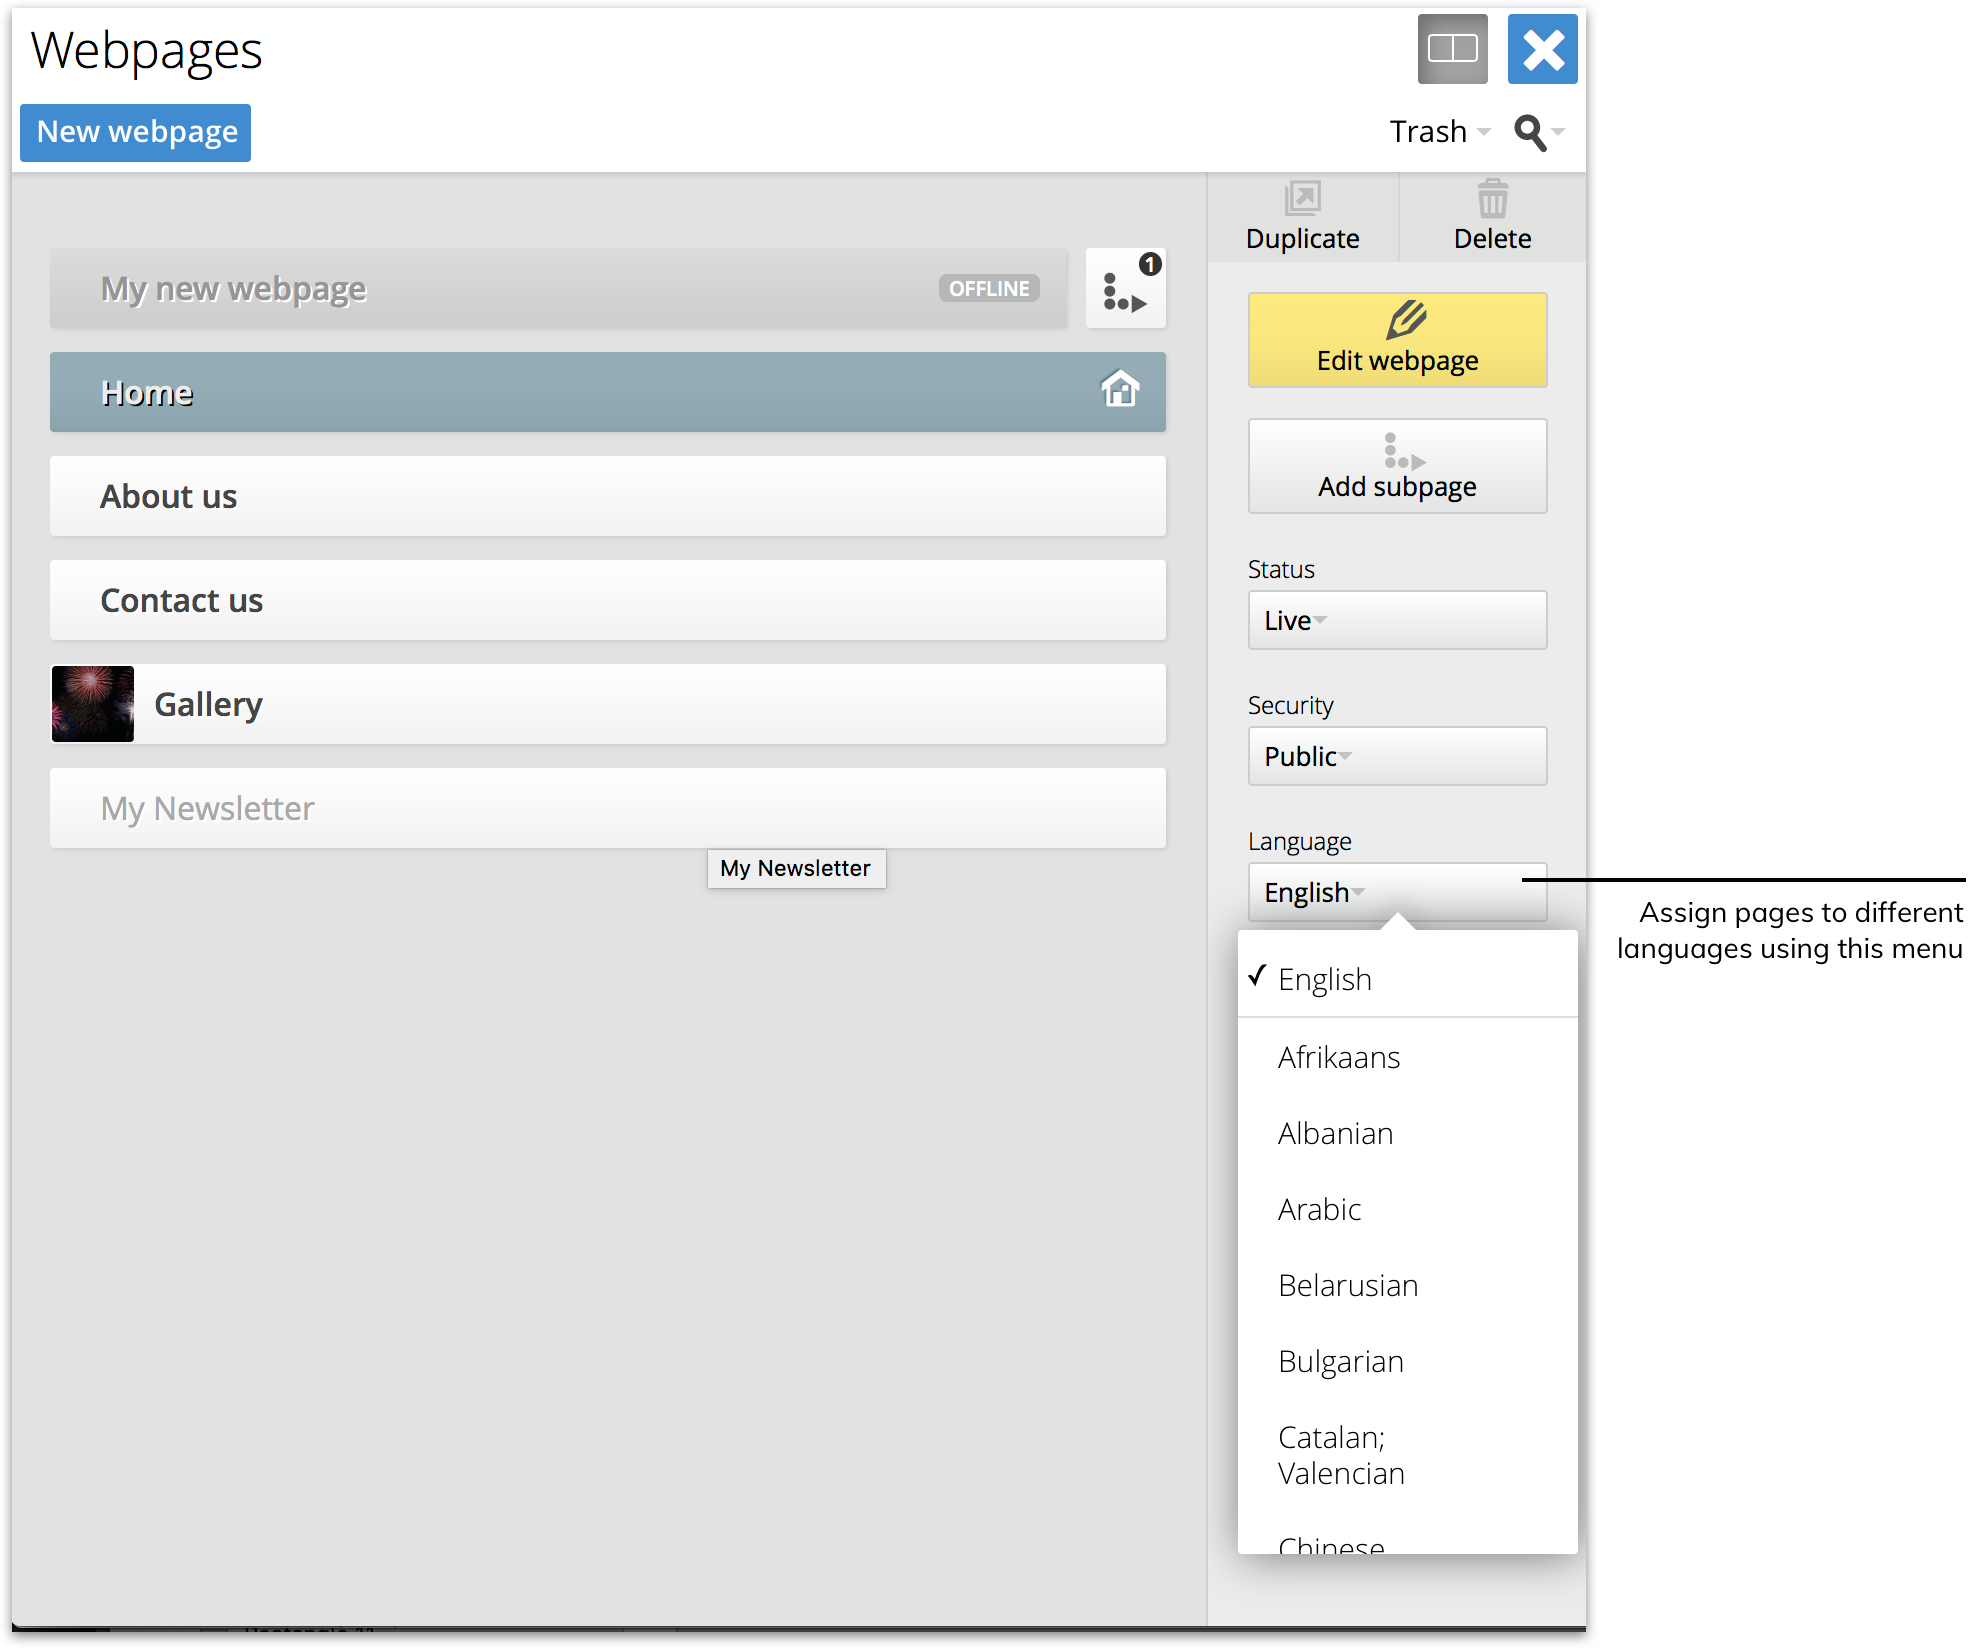 Webpages
New webpage
Trash
Duplicate
Delete
My new webpage
OFFLINE
1
Home
Edit webpage
About us
Add subpage
Contact us
Status
Live
Gallery
Security
Public
My Newsletter
My Newsletter
Language
English
Assign pages to different
languages using this menu
English
Afrikaans
Albanian
Arabic
Belarusian
Bulgarian
Catalan;
Valencian
Chinese